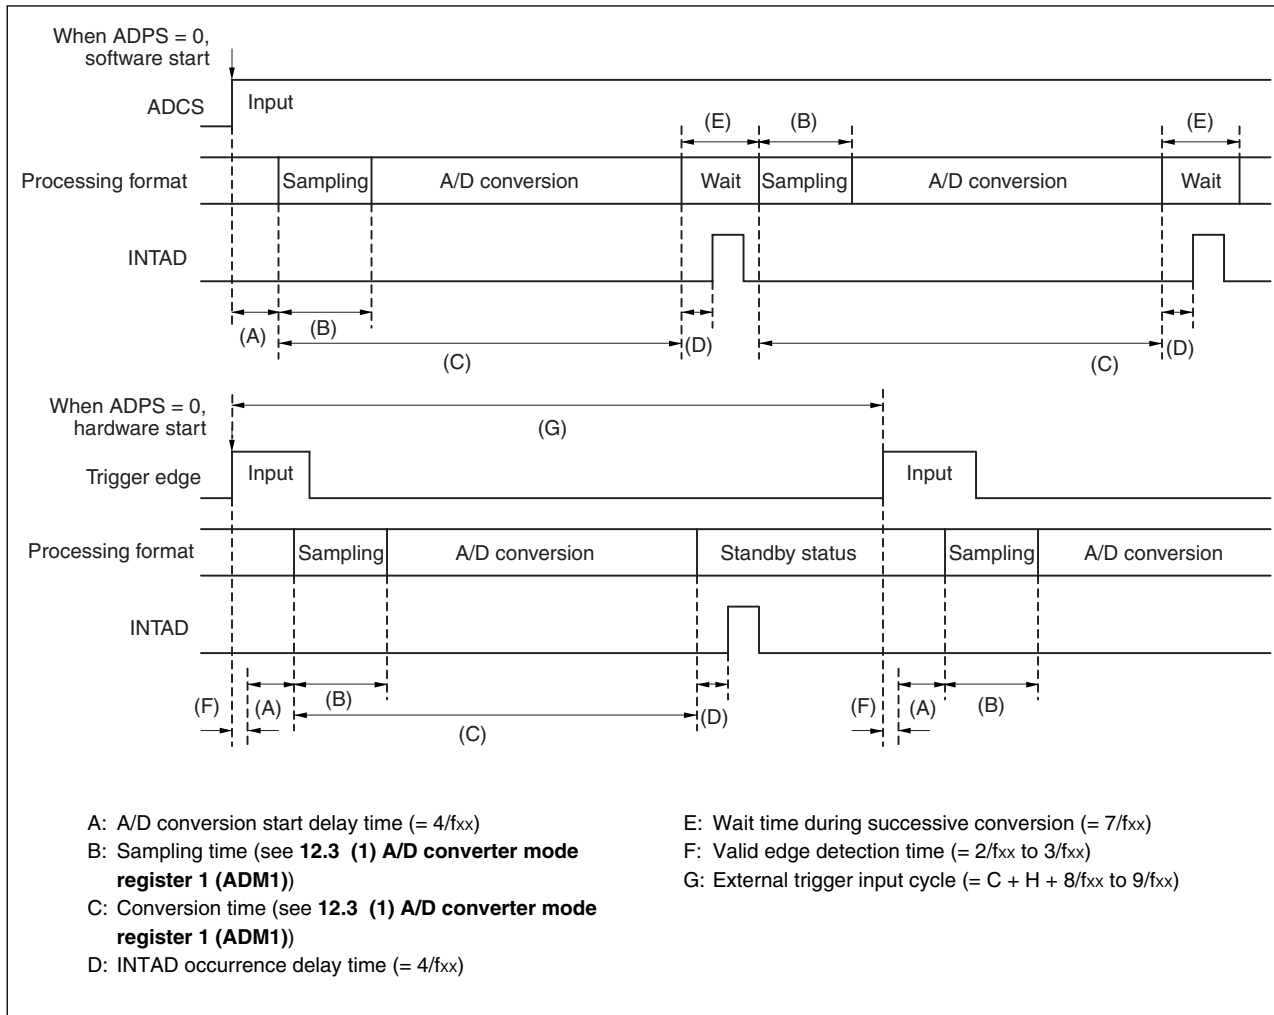 When ADPS = 0,
software start
ADCS
Input
(E)
(B)
(E)
Processing format
Sampling
A/D conversion
Wait
Sampling
A/D conversion
Wait
INTAD
(A)
(B)
(C)
(D)
(C)
(D)
When ADPS = 0,
hardware start
(G)
Trigger edge
Input
Input
Processing format
Sampling
A/D conversion
Standby status
Sampling
A/D conversion
INTAD
(F)
(A)
(B)
(C)
(D)
(F)
(A)
(B)
A: A/D conversion start delay time (= 4/fxx)
B: Sampling time (see 12.3 (1) A/D converter mode
register 1 (ADM1))
C: Conversion time (see 12.3 (1) A/D converter mode
register 1 (ADM1))
D: INTAD occurrence delay time (= 4/fxx)
E: Wait time during successive conversion (= 7/fxx)
F: Valid edge detection time (= 2/fxx to 3/fxx)
G: External trigger input cycle (= C + H + 8/fxx to 9/fxx)